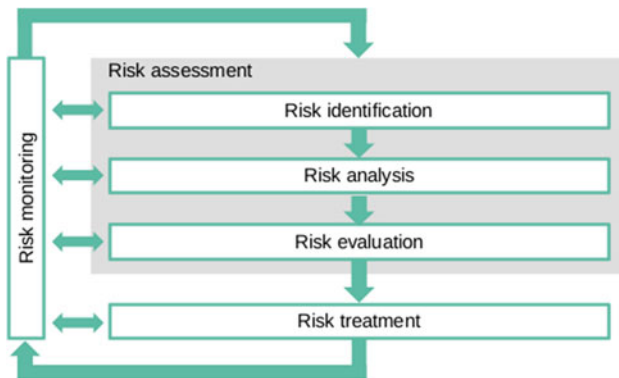 Risk assessment
Risk identification
Risk analysis
Risk evaluation
Risk treatment
Risk monitoring